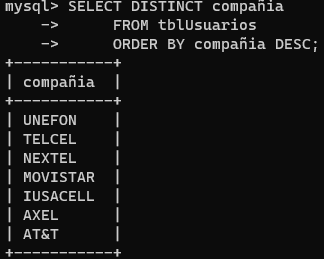 mysql> SELECT DISTINCT compañia
    ->      FROM tblUsuarios
    ->      ORDER BY compañia DESC;
+-----------+
| compañia  |
+-----------+
| UNEFON    |
| TELCEL    |
| NEXTEL    |
| MOVISTAR  |
| IUSACELL  |
| AXEL      |
| AT&T      |
+-----------+